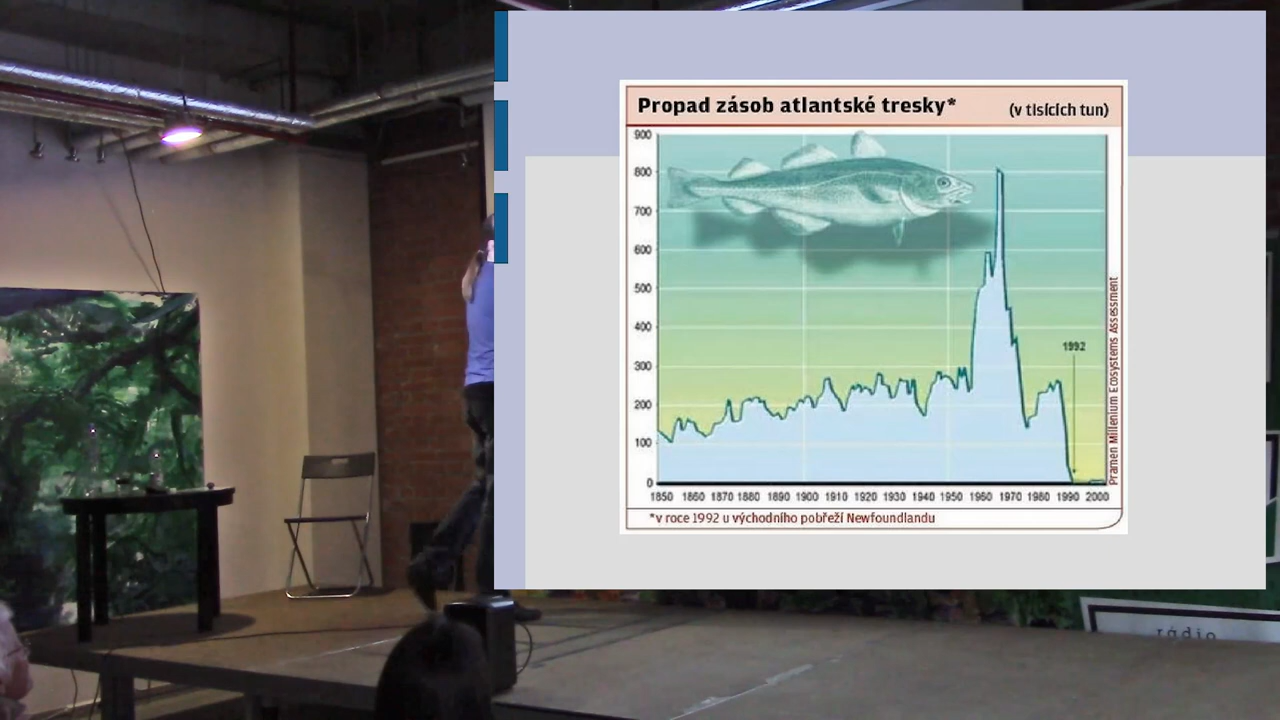 Propad zásob atlantské tresky*
(v tisících tun)
900
800
700
600
500
400
300
200
100
0
1992
1850 1860 1870 1880 1890 1900 1910 1920 1930 1940 1950 1960 1970 1980 1990 2000
Pramen Millenium Ecosystems Assessment
*v roce 1992 u východního pobřeží Newfoundlandu
rádio